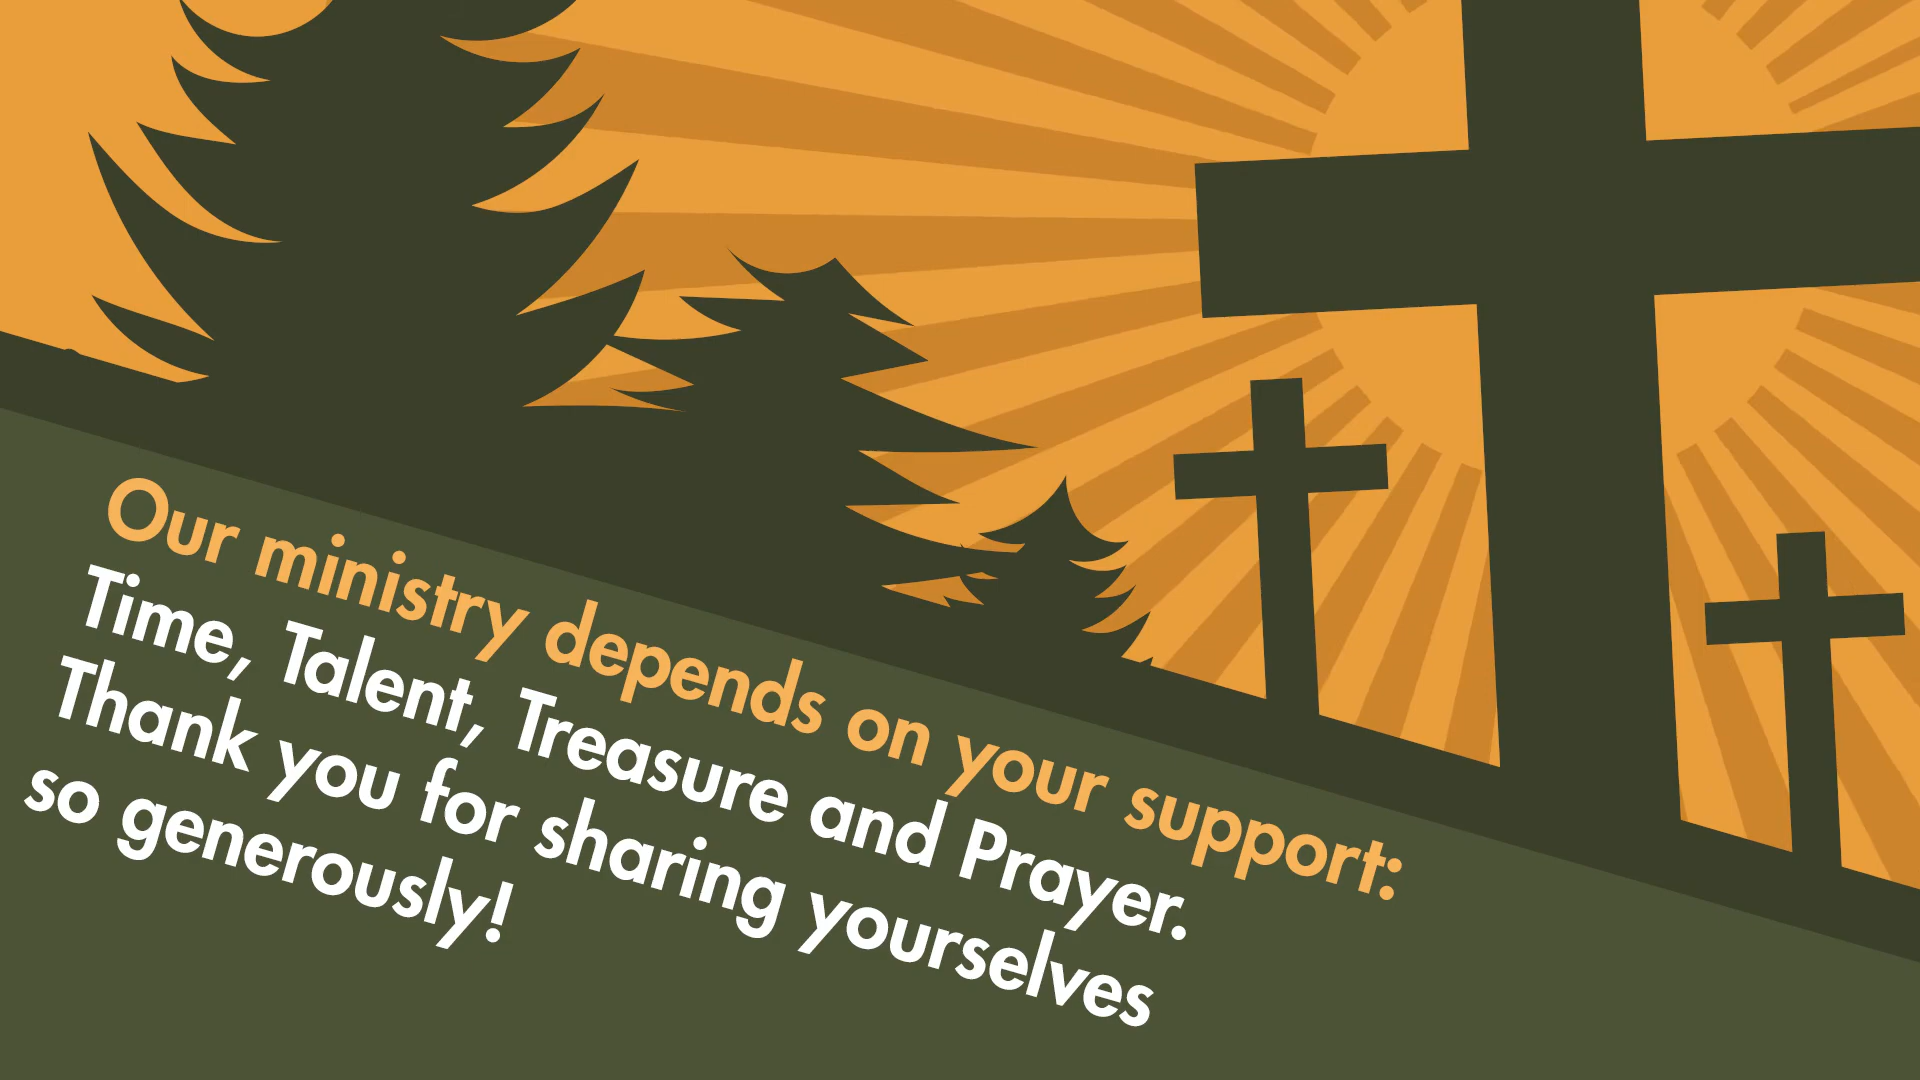 Our ministry depends on your support:
Time, Talent, Treasure and Prayer.
Thank you for sharing yourselves
so generously!